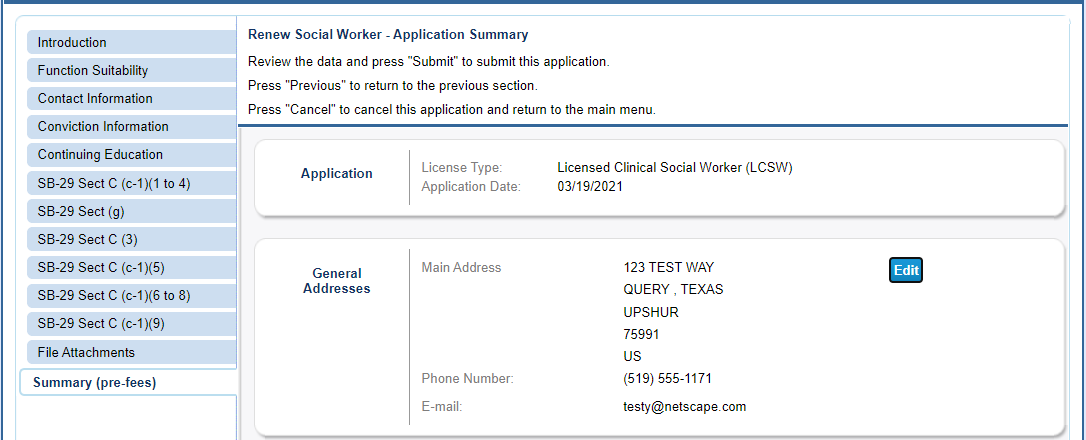 Introduction
Function Suitability
Contact Information
Conviction Information
Continuing Education
SB-29 Sect C (c-1)(1 to 4)
SB-29 Sect (g)
SB-29 Sect C (3)
SB-29 Sect C (c-1)(5)
SB-29 Sect C (c-1)(6 to 8)
SB-29 Sect C (c-1)(9)
File Attachments
Summary (pre-fees)
Renew Social Worker - Application Summary
Review the data and press "Submit" to submit this application.
Press "Previous" to return to the previous section.
Press "Cancel" to cancel this application and return to the main menu.
Application
License Type: Licensed Clinical Social Worker (LCSW)
Application Date: 03/19/2021
General
Addresses
Main Address 123 TEST WAY Edit
QUERY , TEXAS
UPSHUR
75991
US
Phone Number: (519) 555-1171
E-mail: testy@netscape.com